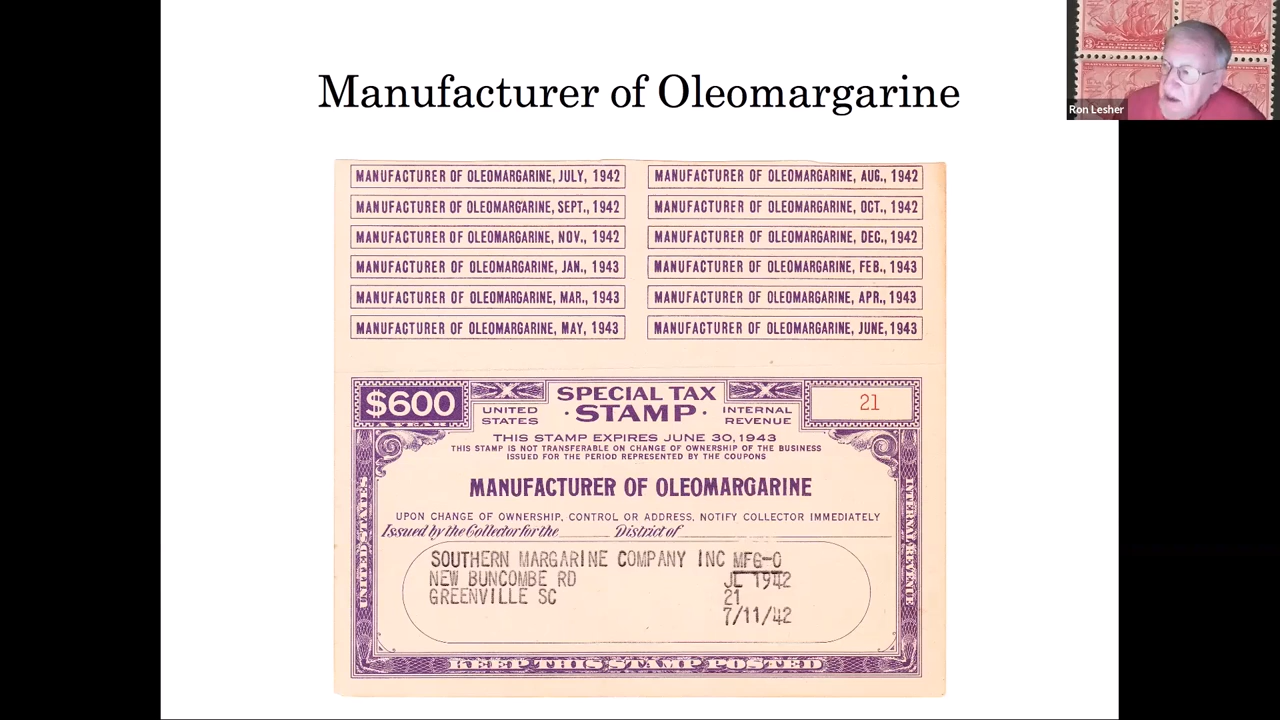 Manufacturer of Oleomargarine
Ron Lesher
MANUFACTURER OF OLEOMARGARINE, JULY, 1942
MANUFACTURER OF OLEOMARGARINE, AUG., 1942
MANUFACTURER OF OLEOMARGARINE, SEPT., 1942
MANUFACTURER OF OLEOMARGARINE, OCT., 1942
MANUFACTURER OF OLEOMARGARINE, NOV., 1942
MANUFACTURER OF OLEOMARGARINE, DEC., 1942
MANUFACTURER OF OLEOMARGARINE, JAN., 1943
MANUFACTURER OF OLEOMARGARINE, FEB., 1943
MANUFACTURER OF OLEOMARGARINE, MAR., 1943
MANUFACTURER OF OLEOMARGARINE, APR., 1943
MANUFACTURER OF OLEOMARGARINE, MAY, 1943
MANUFACTURER OF OLEOMARGARINE, JUNE, 1943
$600
A YEAR
UNITED STATES
SPECIAL TAX
·STAMP·
INTERNAL REVENUE
21
THIS STAMP EXPIRES JUNE 30, 1943
THIS STAMP IS NOT TRANSFERABLE ON CHANGE OF OWNERSHIP OF THE BUSINESS
ISSUED FOR THE PERIOD REPRESENTED BY THE COUPONS
MANUFACTURER OF OLEOMARGARINE
UPON CHANGE OF OWNERSHIP, CONTROL OR ADDRESS, NOTIFY COLLECTOR IMMEDIATELY
Issued by the Collector for the District of
SOUTHERN MARGARINE COMPANY INC MFG-O
NEW BUNCOMBE RD JL 1942
GREENVILLE SC 21
7/11/42
UNITED STATES
INTERNAL REVENUE
KEEP THIS STAMP POSTED